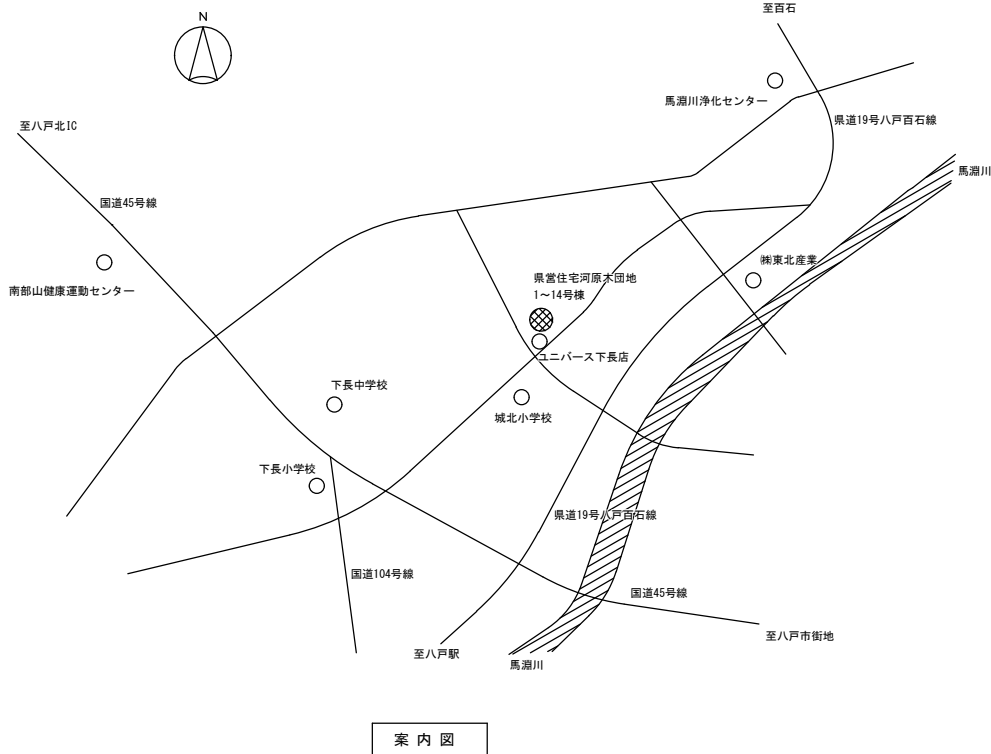 至百石
N
馬淵川浄化センター
県道19号八戸百石線
至八戸北IC
馬淵川
国道45号線
㈱東北産業
南部山健康運動センター
県営住宅河原木団地
1～14号棟
ユニバース下長店
下長中学校
城北小学校
下長小学校
県道19号八戸百石線
国道104号線
国道45号線
至八戸市街地
至八戸駅
馬淵川
案内図